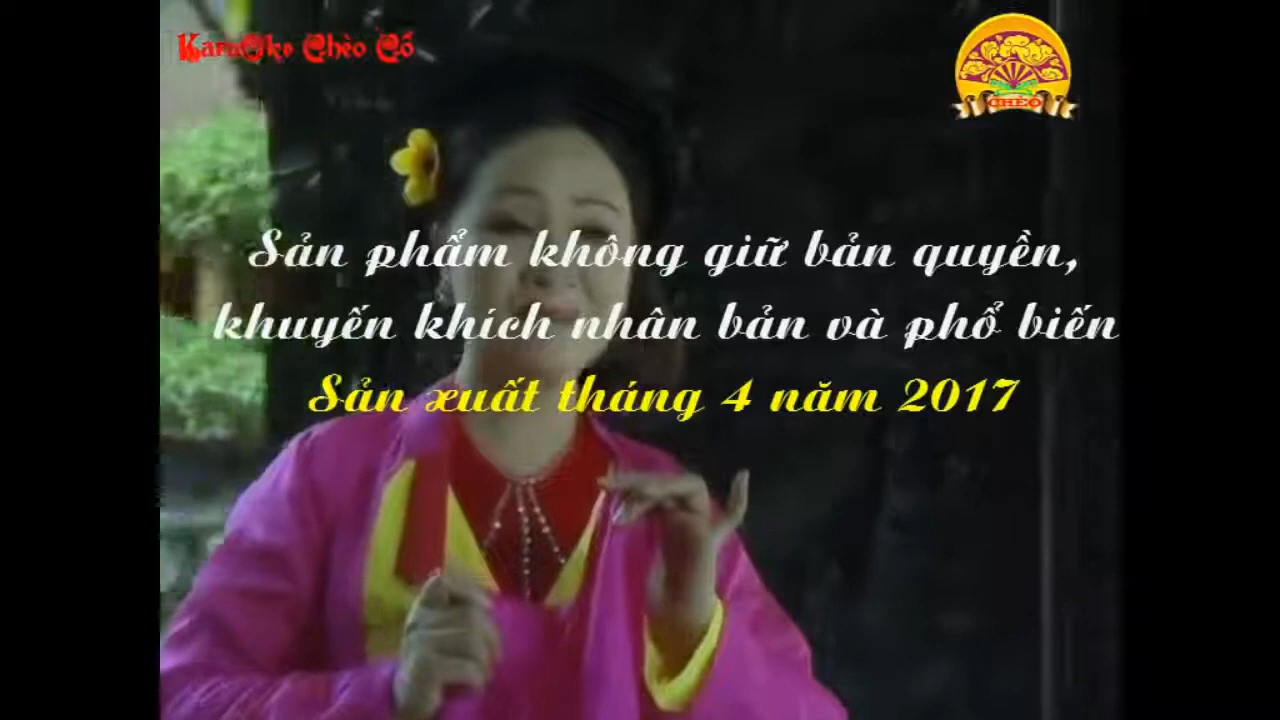 KaraOke Chèo Cổ
CHÈO
Sản phẩm không giữ bản quyền,
khuyến khích nhân bản và phổ biến
Sản xuất tháng 4 năm 2017